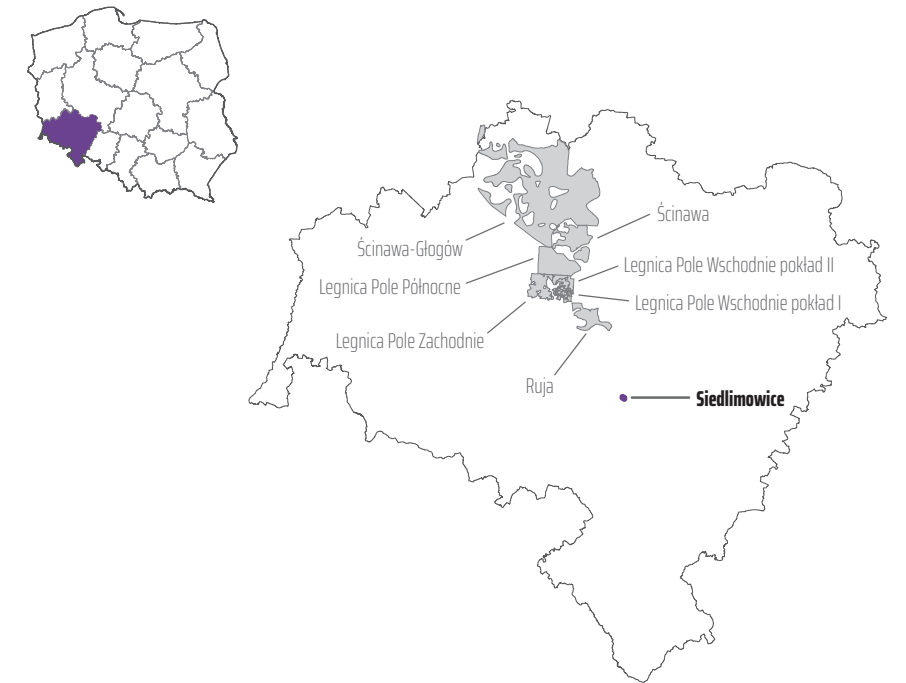 Ścinawa
Ścinawa-Głogów
Legnica Pole Wschodnie pokład II
Legnica Pole Północne
Legnica Pole Wschodnie pokład I
Legnica Pole Zachodnie
Ruja
Siedlimowice